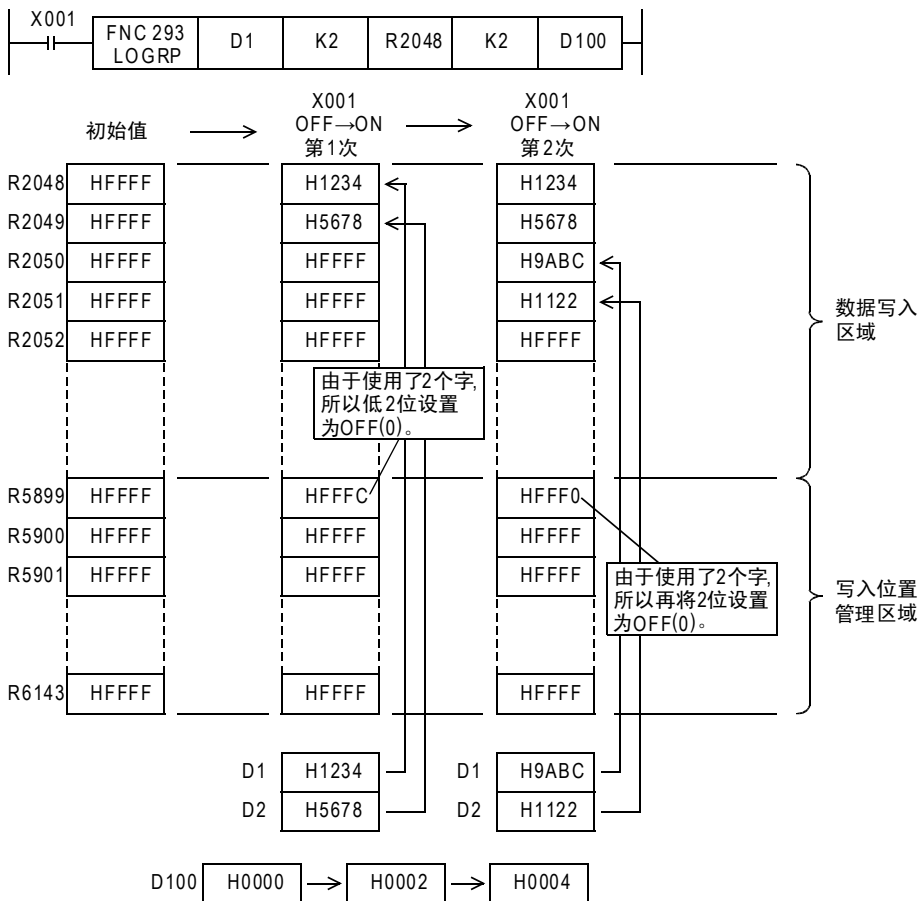 X001
FNC 293
LOGRP
D1
K2
R2048
K2
D100
初始值
X001
OFF→ON
第1次
X001
OFF→ON
第2次
R2048 HFFFF H1234 H1234
R2049 HFFFF H5678 H5678
R2050 HFFFF HFFFF H9ABC
R2051 HFFFF HFFFF H1122
R2052 HFFFF HFFFF HFFFF
数据写入
区域
由于使用了2个字,
所以低2位设置
为OFF(0)。
R5899 HFFFF HFFFC HFFF0
R5900 HFFFF HFFFF HFFFF
R5901 HFFFF HFFFF HFFFF
由于使用了2个字,
所以再将2位设置
为OFF(0)。
写入位置
管理区域
R6143 HFFFF HFFFF HFFFF
D1 H1234 D1 H9ABC
D2 H5678 D2 H1122
D100 H0000 → H0002 → H0004